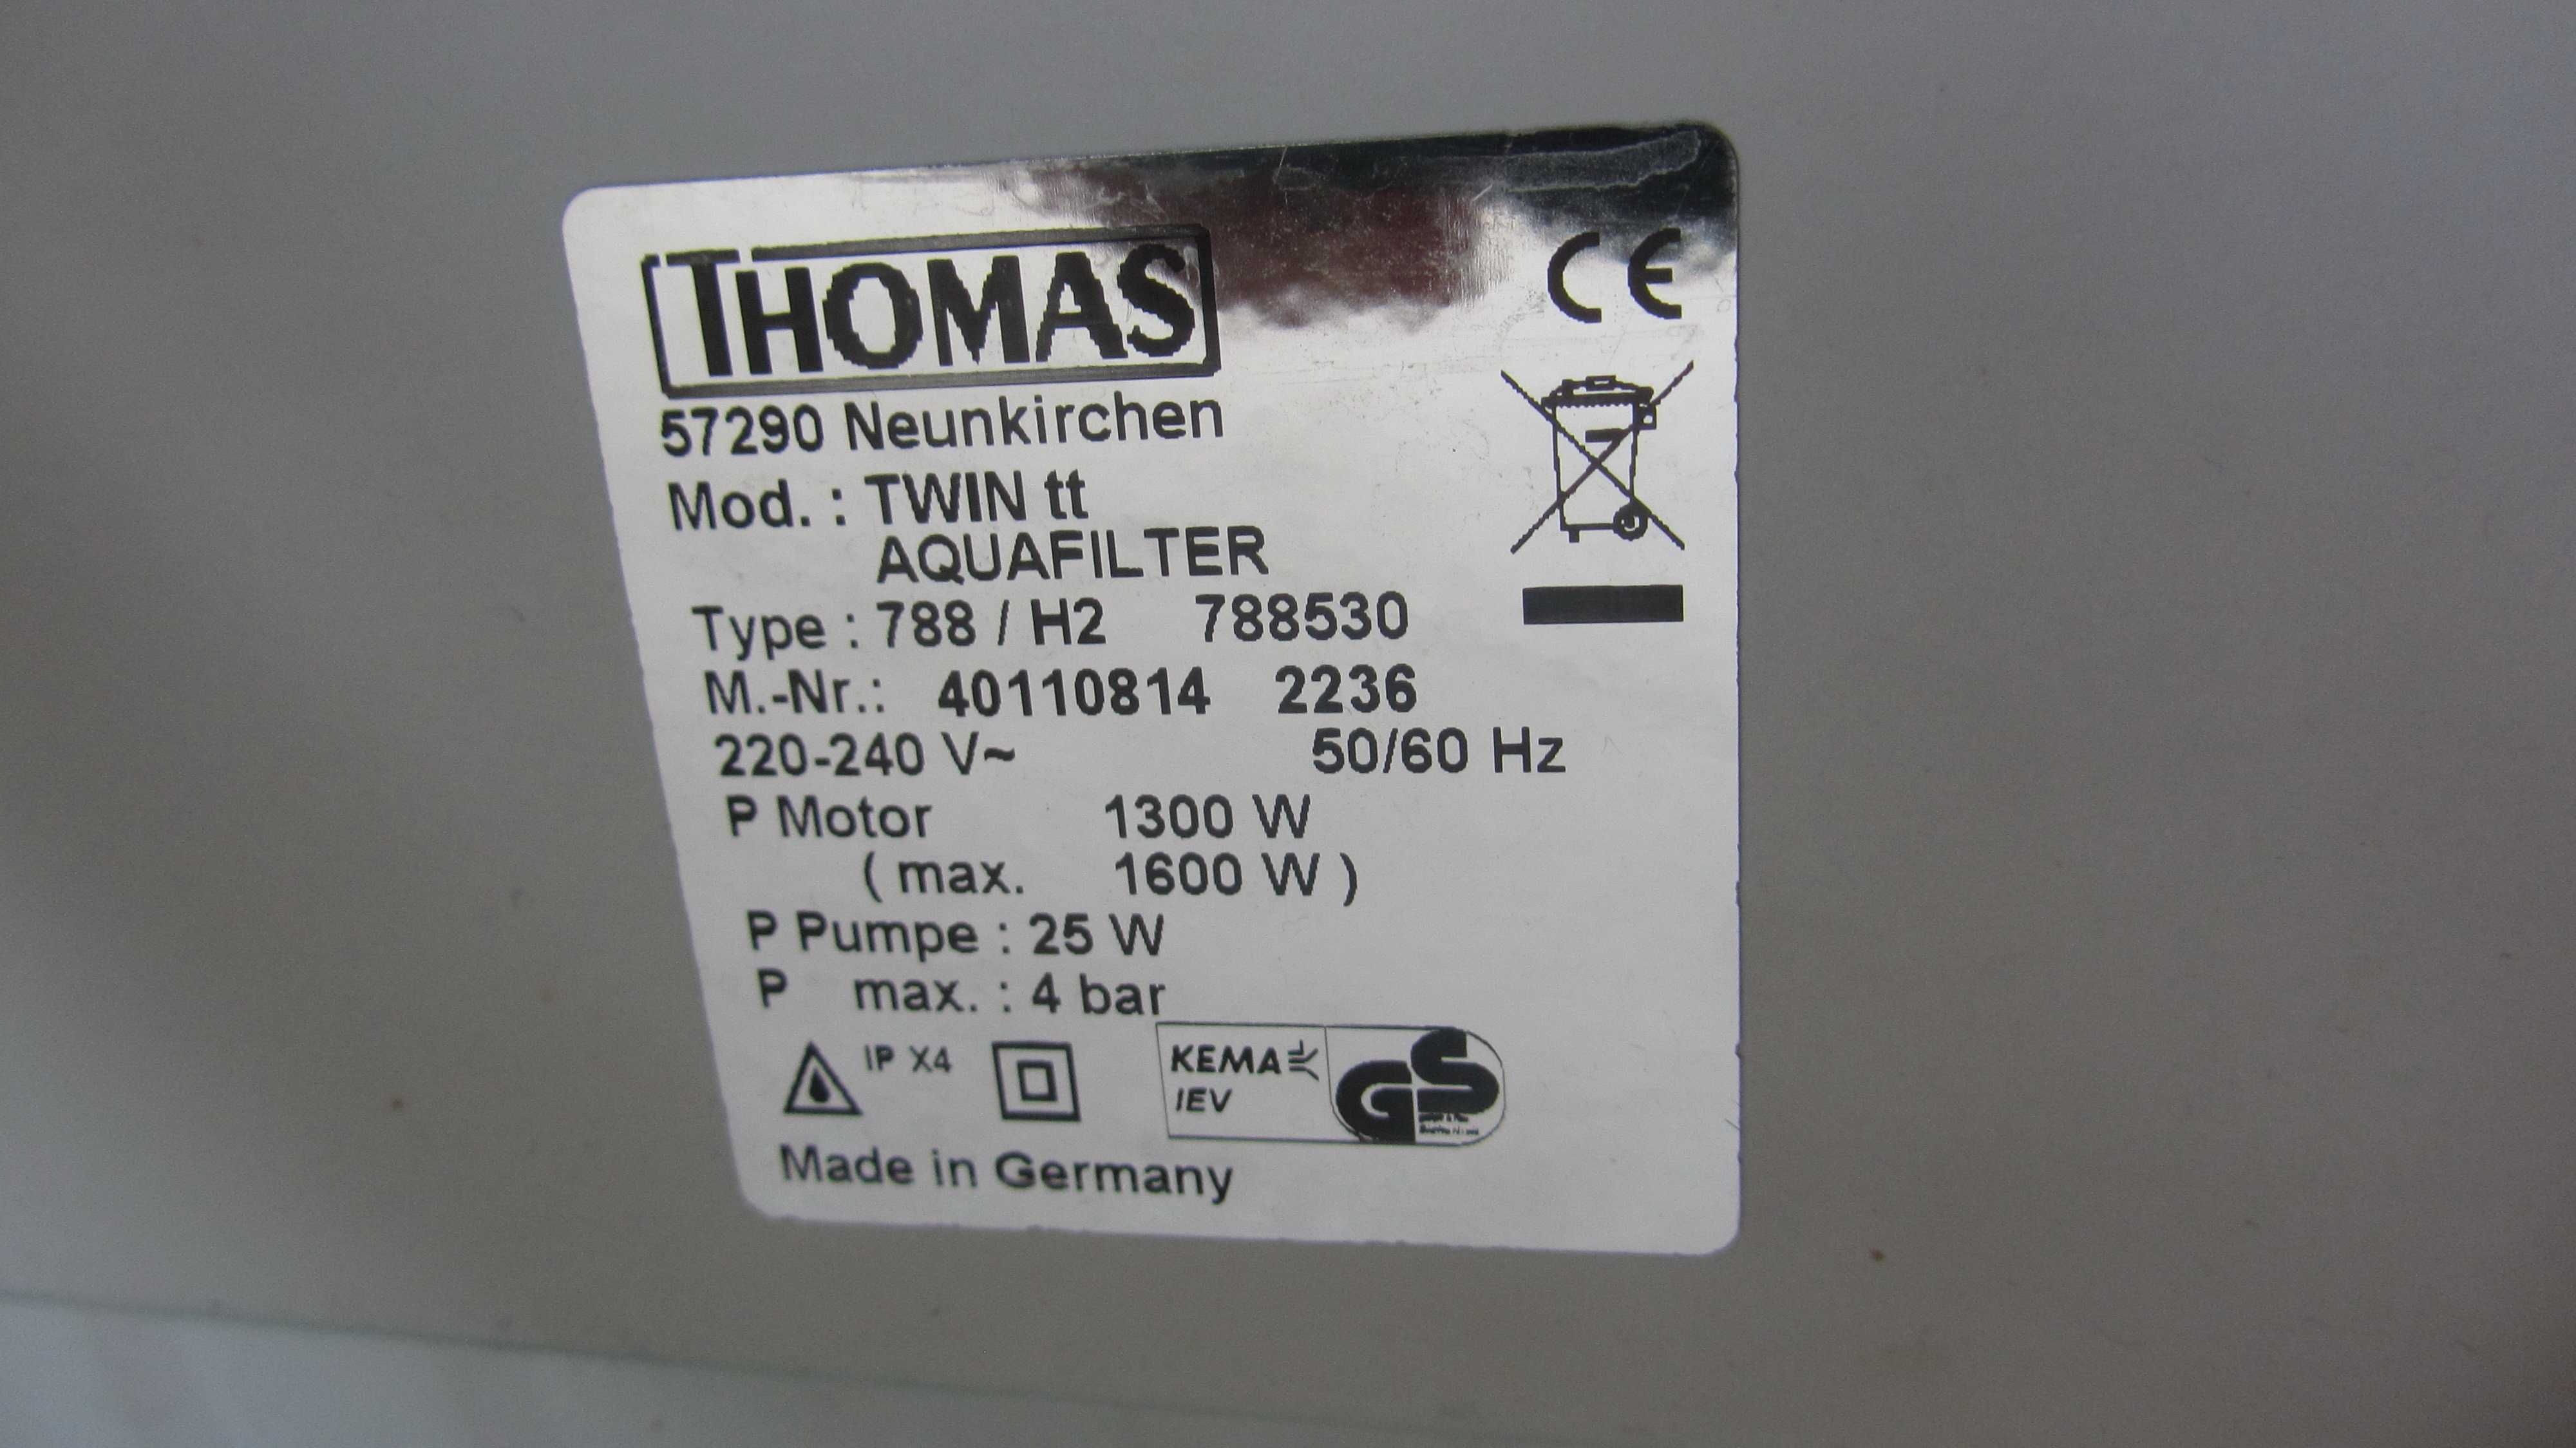 THOMAS
CE
57290 Neunkirchen
Mod. : TWIN tt
AQUAFILTER
Type : 788 / H2 788530
M.-Nr.: 40110814 2236
220-240 V~ 50/60 Hz
P Motor 1300 W
( max. 1600 W )
P Pumpe : 25 W
P max. : 4 bar
IP X4
KEMA
IEV
GS
Made in Germany